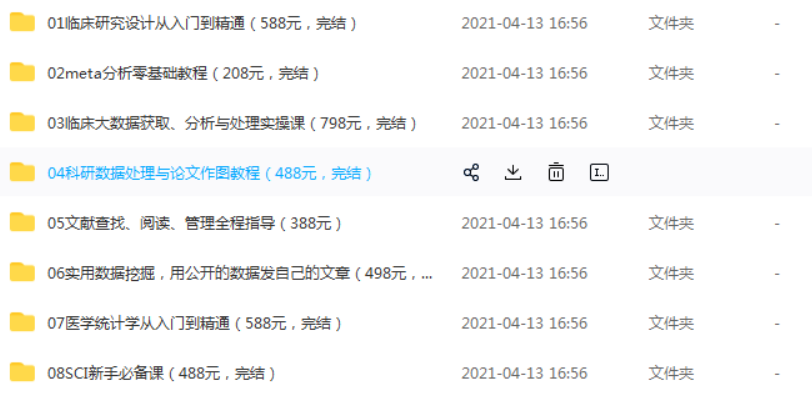 01临床研究设计从入门到精通（588元，完结） 2021-04-13 16:56 文件夹 -
02meta分析零基础教程（208元，完结） 2021-04-13 16:56 文件夹 -
03临床大数据获取、分析与处理实操课（798元，完结） 2021-04-13 16:56 文件夹 -
04科研数据处理与论文作图教程（488元，完结）
05文献查找、阅读、管理全程指导（388元） 2021-04-13 16:56 文件夹 -
06实用数据挖掘，用公开的数据发自己的文章（498元，... 2021-04-13 16:56 文件夹 -
07医学统计学从入门到精通（588元，完结） 2021-04-13 16:56 文件夹 -
08SCI新手必备课（488元，完结） 2021-04-13 16:56 文件夹 -